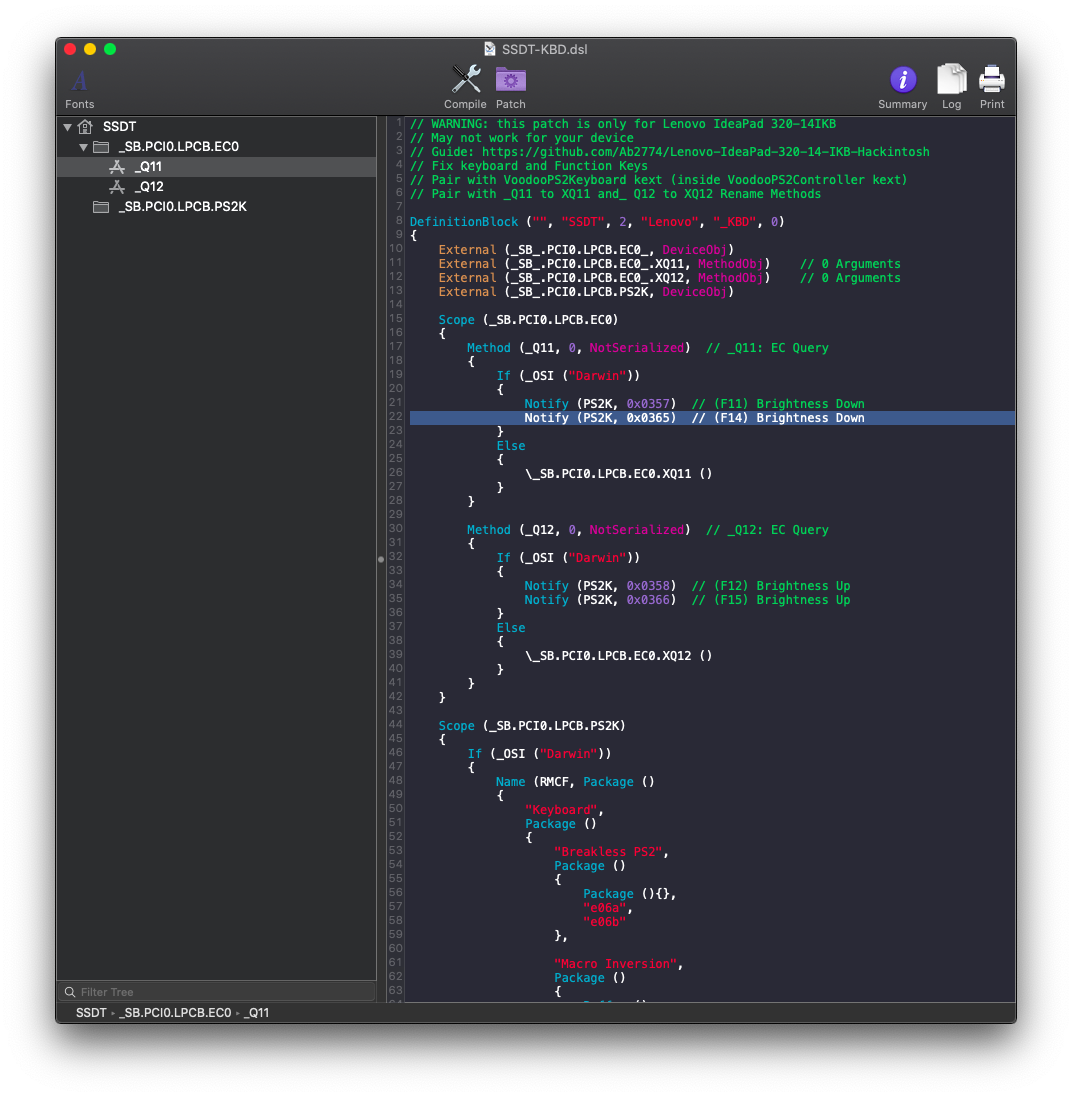 SSDT-KBD.dsl
Fonts
Compile
Patch
Summary
Log
Print
SSDT
_SB.PCI0.LPCB.EC0
_Q11
_Q12
_SB.PCI0.LPCB.PS2K
1 // WARNING: this patch is only for Lenovo IdeaPad 320-14IKB
2 // May not work for your device
3 // Guide: https://github.com/Ab2774/Lenovo-IdeaPad-320-14-IKB-Hackintosh
4 // Fix keyboard and Function Keys
5 // Pair with VoodooPS2Keyboard kext (inside VoodooPS2Controller kext)
6 // Pair with _Q11 to XQ11 and_ Q12 to XQ12 Rename Methods
7
8 DefinitionBlock ("", "SSDT", 2, "Lenovo", "_KBD", 0)
9 {
10     External (_SB_.PCI0.LPCB.EC0_, DeviceObj)
11     External (_SB_.PCI0.LPCB.EC0_.XQ11, MethodObj)    // 0 Arguments
12     External (_SB_.PCI0.LPCB.EC0_.XQ12, MethodObj)    // 0 Arguments
13     External (_SB_.PCI0.LPCB.PS2K, DeviceObj)
14
15     Scope (_SB.PCI0.LPCB.EC0)
16     {
17         Method (_Q11, 0, NotSerialized)  // _Q11: EC Query
18         {
19             If (_OSI ("Darwin"))
20             {
21                 Notify (PS2K, 0x0357)  // (F11) Brightness Down
22                 Notify (PS2K, 0x0365)  // (F14) Brightness Down
23             }
24             Else
25             {
26                 \_SB.PCI0.LPCB.EC0.XQ11 ()
27             }
28         }
29
30         Method (_Q12, 0, NotSerialized)  // _Q12: EC Query
31         {
32             If (_OSI ("Darwin"))
33             {
34                 Notify (PS2K, 0x0358)  // (F12) Brightness Up
35                 Notify (PS2K, 0x0366)  // (F15) Brightness Up
36             }
37             Else
38             {
39                 \_SB.PCI0.LPCB.EC0.XQ12 ()
40             }
41         }
42     }
43
44     Scope (_SB.PCI0.LPCB.PS2K)
45     {
46         If (_OSI ("Darwin"))
47         {
48             Name (RMCF, Package ()
49             {
50                 "Keyboard",
51                 Package ()
52                 {
53                     "Breakless PS2",
54                     Package ()
55                     {
56                         Package (){},
57                         "e06a",
58                         "e06b"
59                     },
60
61                     "Macro Inversion",
62                     Package ()
63                     {
Filter Tree
SSDT _SB.PCI0.LPCB.EC0 _Q11